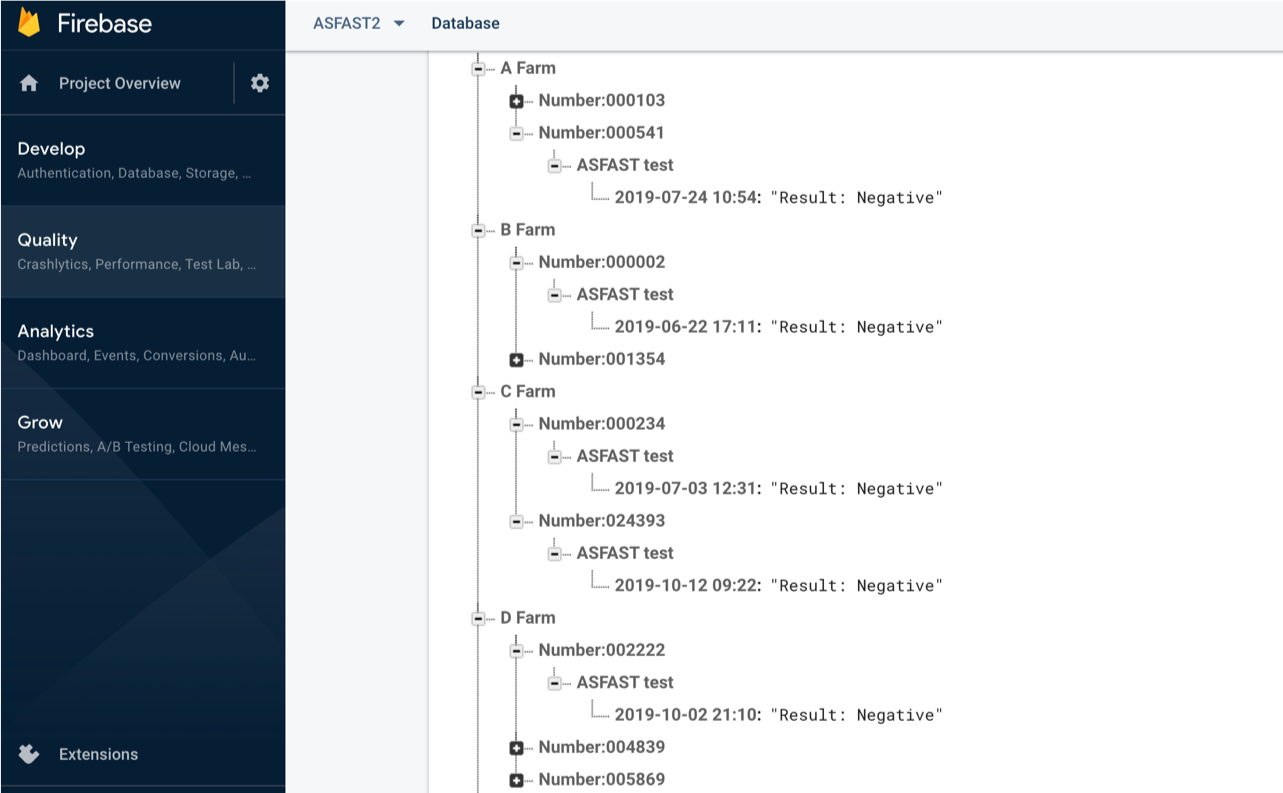 Firebase
ASFAST2 Database
Project Overview
Develop
Authentication, Database, Storage, ...
Quality
Crashlytics, Performance, Test Lab, ...
Analytics
Dashboard, Events, Conversions, Au...
Grow
Predictions, A/B Testing, Cloud Mes...
Extensions
A Farm
Number:000103
Number:000541
ASFAST test
2019-07-24 10:54: "Result: Negative"
B Farm
Number:000002
ASFAST test
2019-06-22 17:11: "Result: Negative"
Number:001354
C Farm
Number:000234
ASFAST test
2019-07-03 12:31: "Result: Negative"
Number:024393
ASFAST test
2019-10-12 09:22: "Result: Negative"
D Farm
Number:002222
ASFAST test
2019-10-02 21:10: "Result: Negative"
Number:004839
Number:005869